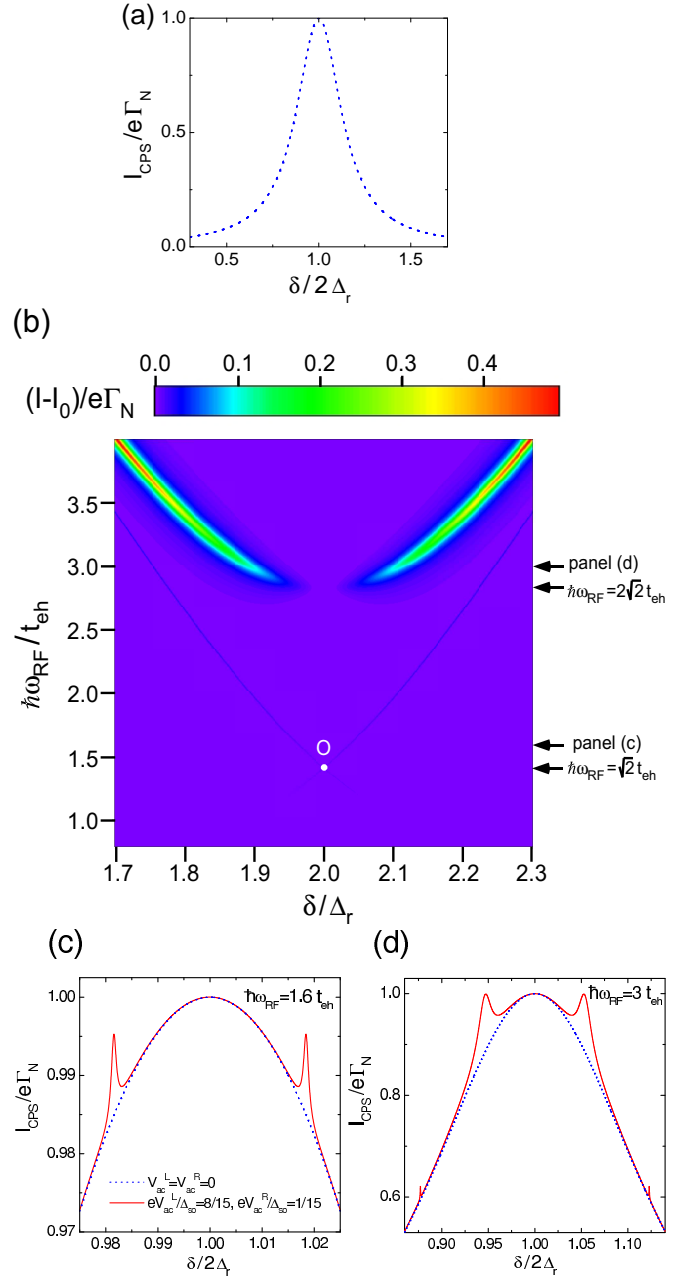 (a)
1.0
0.5
0.0
I_CPS/eΓ_N
0.5 1.0 1.5
δ/2Δ_r
(b)
0.0 0.1 0.2 0.3 0.4
(I-I_0)/eΓ_N
3.5
3.0
2.5
2.0
1.5
1.0
ħω_RF/t_eh
O
panel (d)
ħω_RF=2√2 t_eh
panel (c)
ħω_RF=√2 t_eh
1.7 1.8 1.9 2.0 2.1 2.2 2.3
δ/Δ_r
(c)
ħω_RF=1.6 t_eh
1.00
0.99
0.98
0.97
I_CPS/eΓ_N
V_ac^L=V_ac^R=0
eV_ac^L/Δ_so=8/15, eV_ac^R/Δ_so=1/15
0.98 0.99 1.00 1.01 1.02
δ/2Δ_r
(d)
ħω_RF=3 t_eh
1.0
0.9
0.8
0.7
0.6
I_CPS/eΓ_N
0.90 0.95 1.00 1.05 1.10
δ/2Δ_r